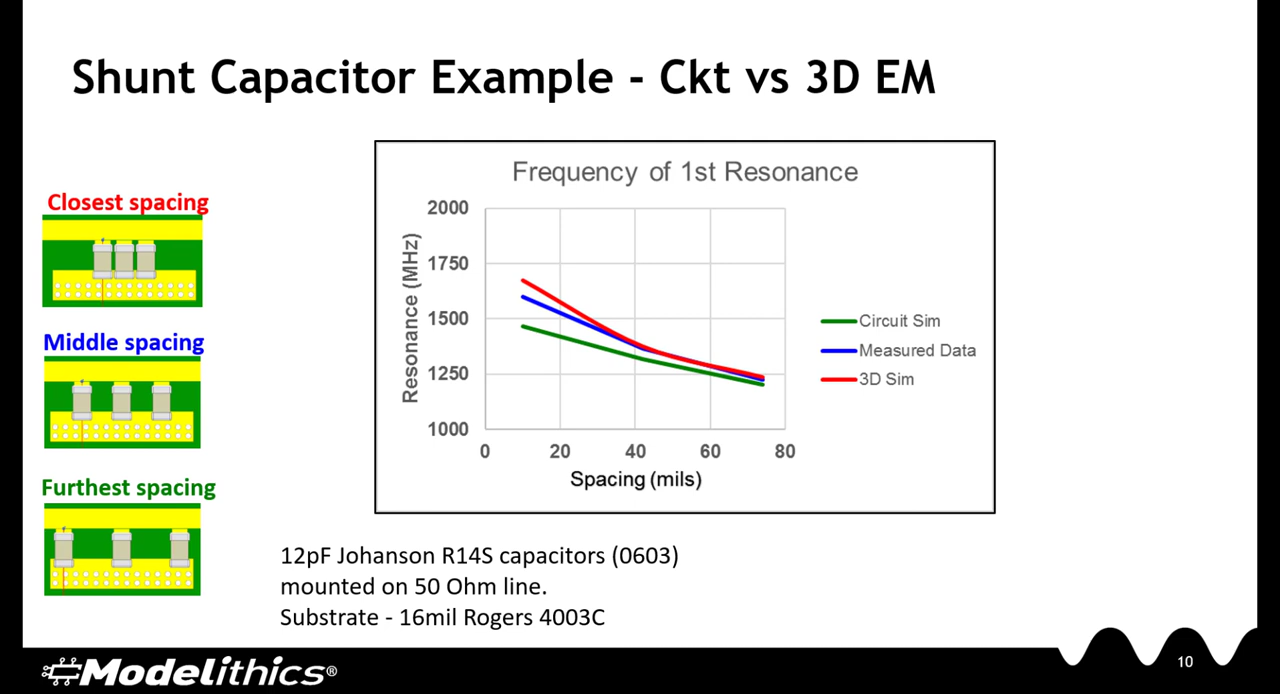 Shunt Capacitor Example - Ckt vs 3D EM
Closest spacing
Middle spacing
Furthest spacing
Frequency of 1st Resonance
Resonance (MHz)
2000
1750
1500
1250
1000
0 20 40 60 80
Spacing (mils)
Circuit Sim
Measured Data
3D Sim
12pF Johanson R14S capacitors (0603)
mounted on 50 Ohm line.
Substrate - 16mil Rogers 4003C
Modelithics®
10